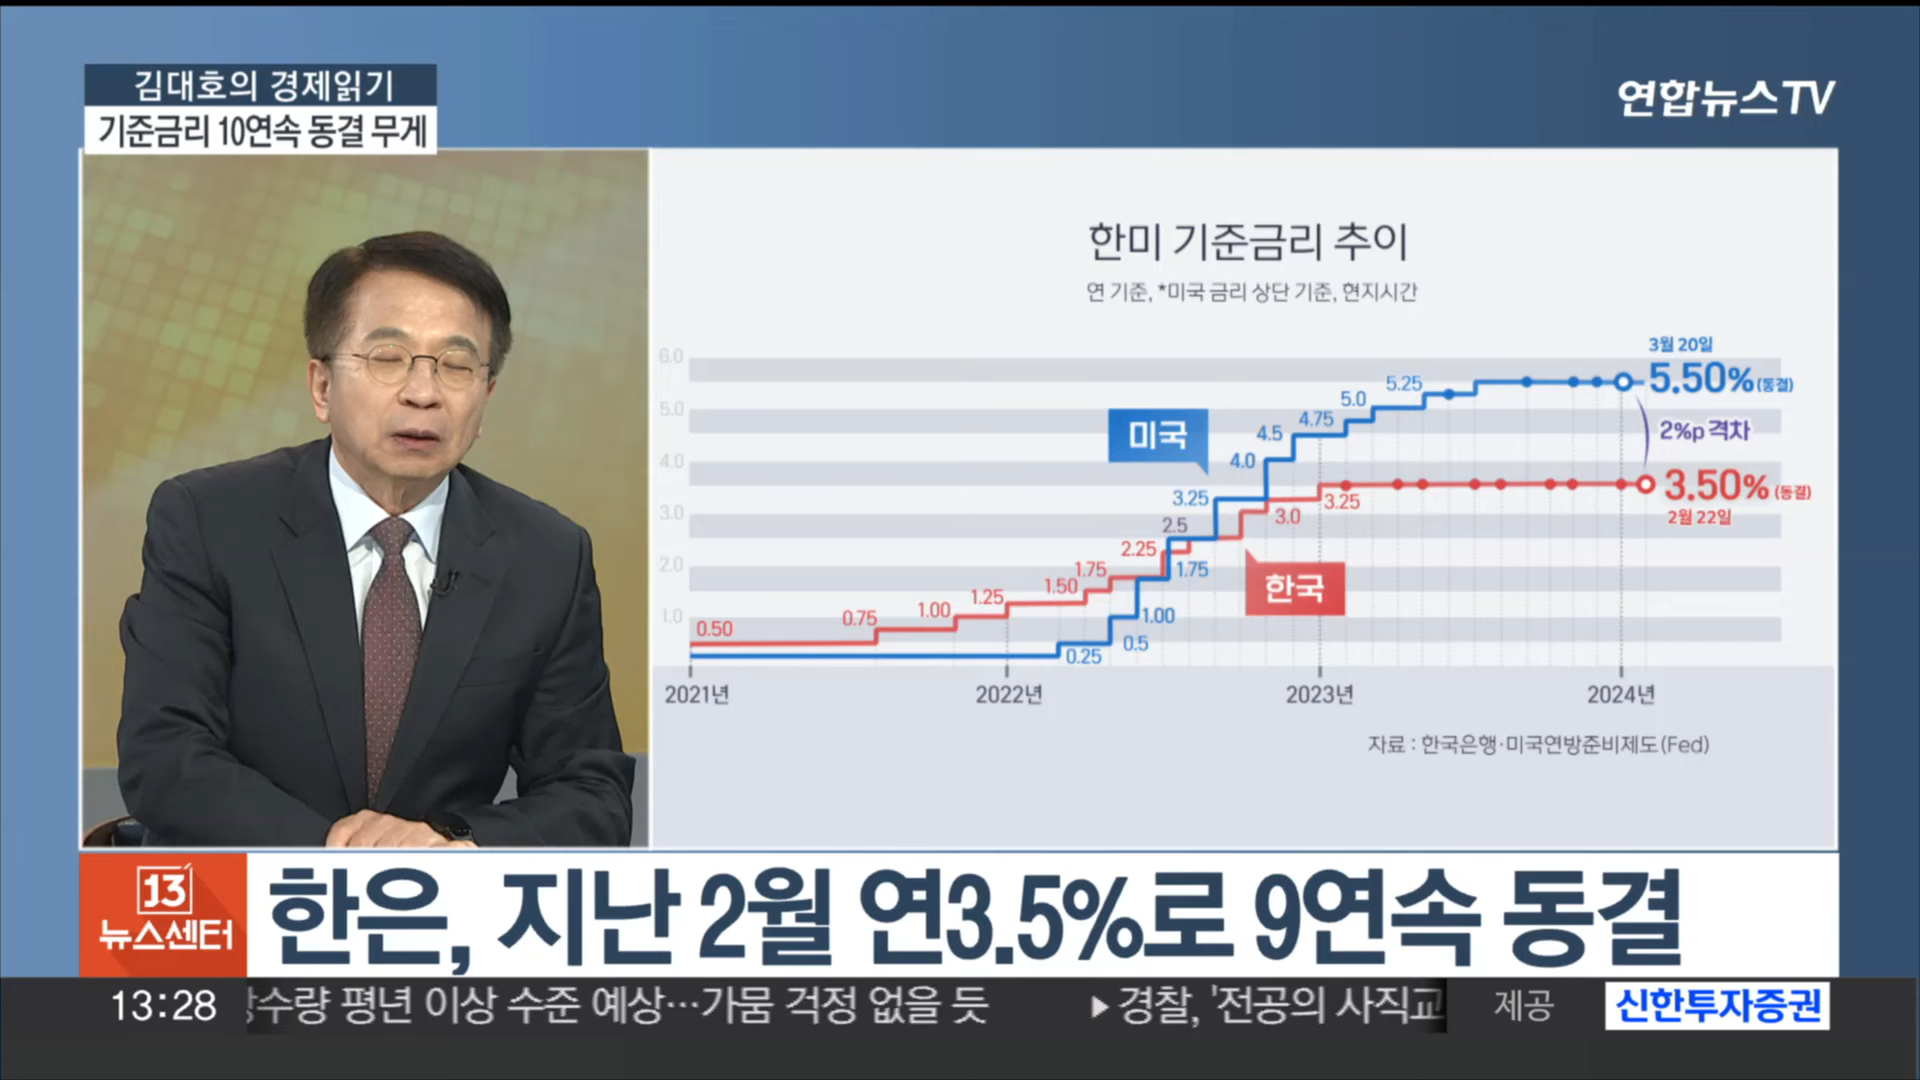 김대호의 경제읽기
기준금리 10연속 동결 무게
연합뉴스TV
한미 기준금리 추이
연 기준, *미국 금리 상단 기준, 현지시간
6.0
5.0
4.0
3.0
2.0
1.0
3월 20일
5.50% (동결)
2%p 격차
3.50% (동결)
2월 22일
미국
한국
0.25
0.5
1.00
1.75
2.5
3.25
4.0
4.5
4.75
5.0
5.25
0.50
0.75
1.00
1.25
1.50
1.75
2.25
3.0
3.25
2021년 2022년 2023년 2024년
자료 : 한국은행·미국연방준비제도(Fed)
13
뉴스센터
한은, 지난 2월 연3.5%로 9연속 동결
13:28
수량 평년 이상 수준 예상…가뭄 걱정 없을 듯 ▶경찰, '전공의 사직교
제공 신한투자증권